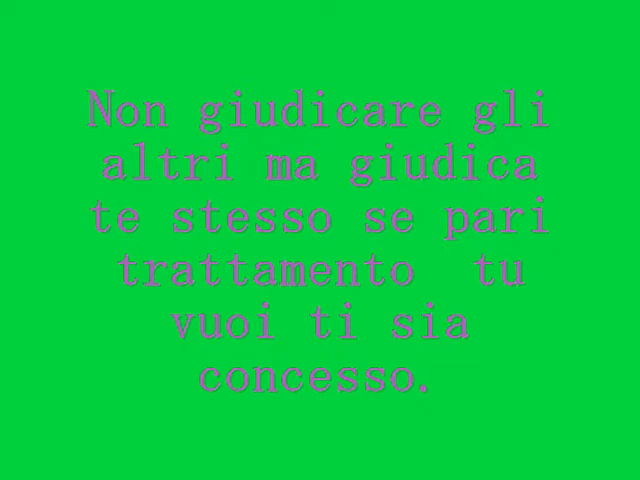 Non giudicare gli
altri ma giudica
te stesso se pari
trattamento  tu
vuoi ti sia
concesso.